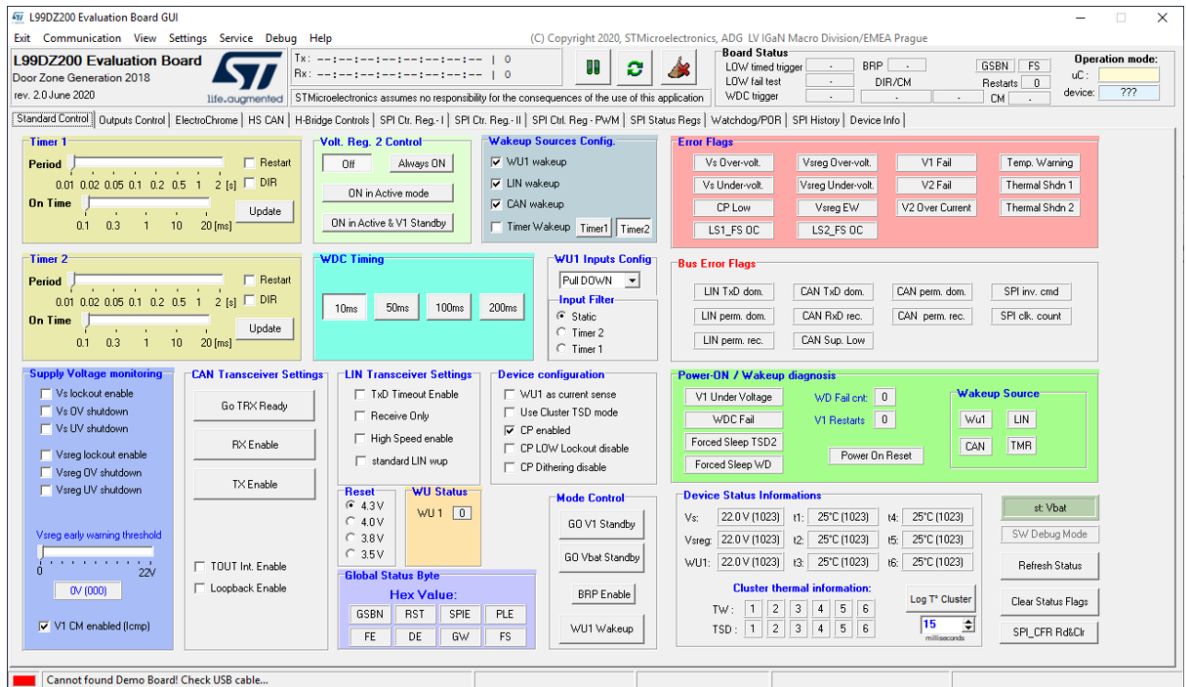 L99DZ200 Evaluation Board GUI
Exit Communication View Settings Service Debug Help (C) Copyright 2020, STMicroelectronics, ADG LV IGaN Macro Division/EMEA Prague
L99DZ200 Evaluation Board
Door Zone Generation 2018
rev. 2.0 June 2020
ST
life.augmented
Tx: --:--:--:--:--:--:--:-- | 0
Rx: --:--:--:--:--:--:--:-- | 0
STMicroelectronics assumes no responsibility for the consequences of the use of this application
Board Status
LOW timed trigger - BRP - GSBN FS
LOW fail test - DIR/CM Restarts 0
WDC trigger - - - CM -
Operation mode:
uC :
device: ???
Standard Control Outputs Control ElectroChrome HS CAN H-Bridge Controls SPI Ctr. Reg.- I SPI Ctr. Reg.- II SPI Ctrl. Reg - PWM SPI Status Regs Watchdog/POR SPI History Device Info
Timer 1
Period
Restart
0.01 0.02 0.05 0.1 0.2 0.5 1 2 [s]
DIR
On Time
Update
0.1 0.3 1 10 20 [ms]
Volt. Reg. 2 Control
Off Always ON
ON in Active mode
ON in Active & V1 Standby
Wakeup Sources Config.
WU1 wakeup
LIN wakeup
CAN wakeup
Timer Wakeup Timer1 Timer2
Error Flags
Vs Over-volt. Vsreg Over-volt. V1 Fail Temp. Warning
Vs Under-volt. Vsreg Under-volt. V2 Fail Thermal Shdn 1
CP Low Vsreg EW V2 Over Current Thermal Shdn 2
LS1_FS OC LS2_FS OC
Timer 2
Period
Restart
0.01 0.02 0.05 0.1 0.2 0.5 1 2 [s]
DIR
On Time
Update
0.1 0.3 1 10 20 [ms]
WDC Timing
10ms 50ms 100ms 200ms
WU1 Inputs Config
Pull DOWN
Input Filter
Static
Timer 2
Timer 1
Bus Error Flags
LIN TxD dom. CAN TxD dom. CAN perm. dom. SPI inv. cmd
LIN perm. dom. CAN RxD rec. CAN perm. rec. SPI clk. count
LIN perm. rec. CAN Sup. Low
Supply Voltage monitoring
Vs lockout enable
Vs OV shutdown
Vs UV shutdown
Vsreg lockout enable
Vsreg OV shutdown
Vsreg UV shutdown
Vsreg early warning threshold
0 22V
0V (000)
V1 CM enabled (Icmp)
CAN Transceiver Settings
Go TRX Ready
RX Enable
TX Enable
TOUT Int. Enable
Loopback Enable
LIN Transceiver Settings
TxD Timeout Enable
Receive Only
High Speed enable
standard LIN wup
Device configuration
WU1 as current sense
Use Cluster TSD mode
CP enabled
CP LOW Lockout disable
CP Dithering disable
Power-ON / Wakeup diagnosis
V1 Under Voltage WD Fail cnt: 0
WDC Fail V1 Restarts 0
Forced Sleep TSD2
Forced Sleep WD Power On Reset
Wakeup Source
Wu1 LIN
CAN TMR
Reset
4.3V
4.0V
3.8V
3.5V
WU Status
WU 1 0
Global Status Byte
Hex Value:
GSBN RST SPIE PLE
FE DE GW FS
Mode Control
GO V1 Standby
GO Vbat Standby
BRP Enable
WU1 Wakeup
Device Status Informations
Vs: 22.0 V (1023) t1: 25°C (1023) t4: 25°C (1023)
Vsreg: 22.0 V (1023) t2: 25°C (1023) t5: 25°C (1023)
WU1: 22.0 V (1023) t3: 25°C (1023) t6: 25°C (1023)
Cluster thermal information:
TW : 1 2 3 4 5 6
TSD : 1 2 3 4 5 6
Log T° Cluster
15
milliseconds
st: Vbat
SW Debug Mode
Refresh Status
Clear Status Flags
SPI_CFR Rd&Clr
Cannot found Demo Board! Check USB cable...